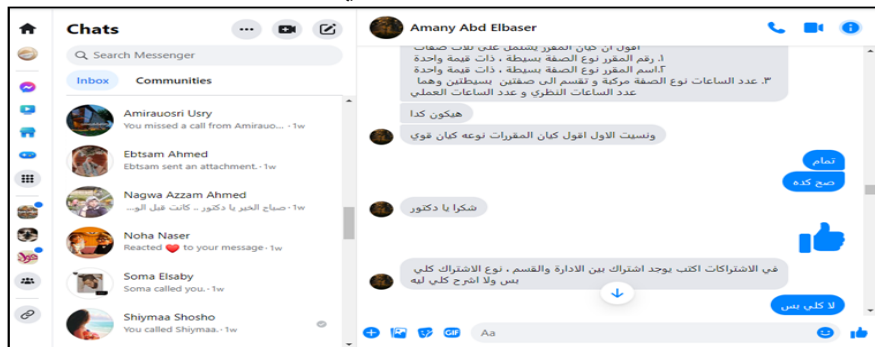 Chats
Search Messenger
Inbox Communities
Amirauosri Usry
You missed a call from Amirauo... · 1w
Ebtsam Ahmed
Ebtsam sent an attachment. · 1w
Nagwa Azzam Ahmed
صباح الخير يا دكتور .. كانت قبل الو... · 1w
Noha Naser
Reacted ❤ to your message · 1w
Soma Elsaby
Soma called you. · 1w
Shiymaa Shosho
You called Shiymaa. · 1w
Amany Abd Elbaser
اقول ان كيان المقرر يشتمل على ثلاث صفات
١. رقم المقرر نوع الصفة بسيطة ، ذات قيمة واحدة
٢.اسم المقرر نوع الصفة بسيطة ، ذات قيمة واحدة
٣. عدد الساعات نوع الصفة مركبة و تقسم الى صفتين بسيطتين وهما
عدد الساعات النظري و عدد الساعات العملي
هيكون كدا
ونسيت الاول اقول كيان المقررات نوعه كيان قوي
تمام
صح كده
شكرا يا دكتور
في الاشتراكات اكتب يوجد اشتراك بين الادارة والقسم ، نوع الاشتراك كلي
بس ولا اشرح كلي ليه
لا كلي بس
GIF
Aa